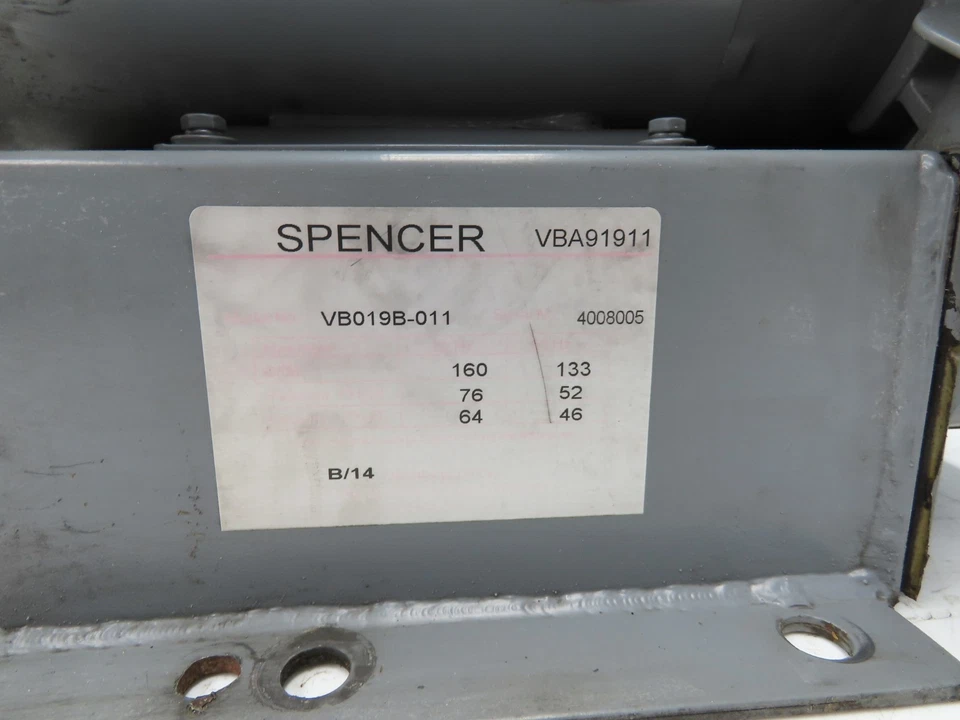 SPENCER VBA91911
VB019B-011 4008005
160 133
76 52
64 46
B/14